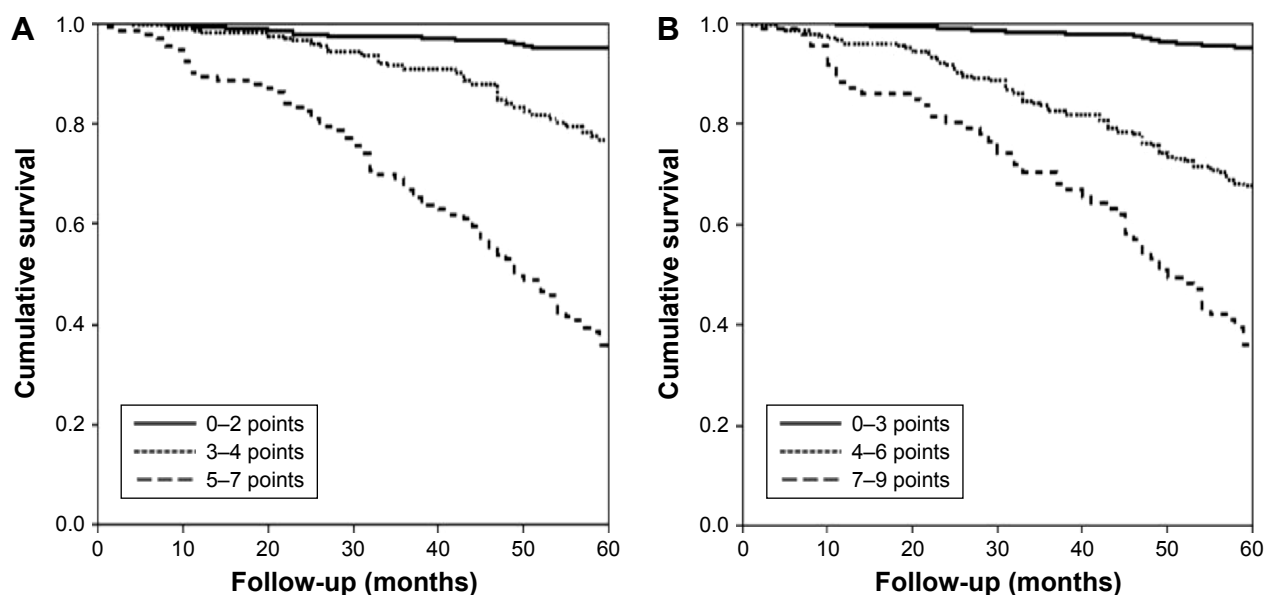 A
Cumulative survival
1.0
0.8
0.6
0.4
0.2
0.0
0–2 points
3–4 points
5–7 points
0 10 20 30 40 50 60
Follow-up (months)
B
Cumulative survival
1.0
0.8
0.6
0.4
0.2
0.0
0–3 points
4–6 points
7–9 points
0 10 20 30 40 50 60
Follow-up (months)